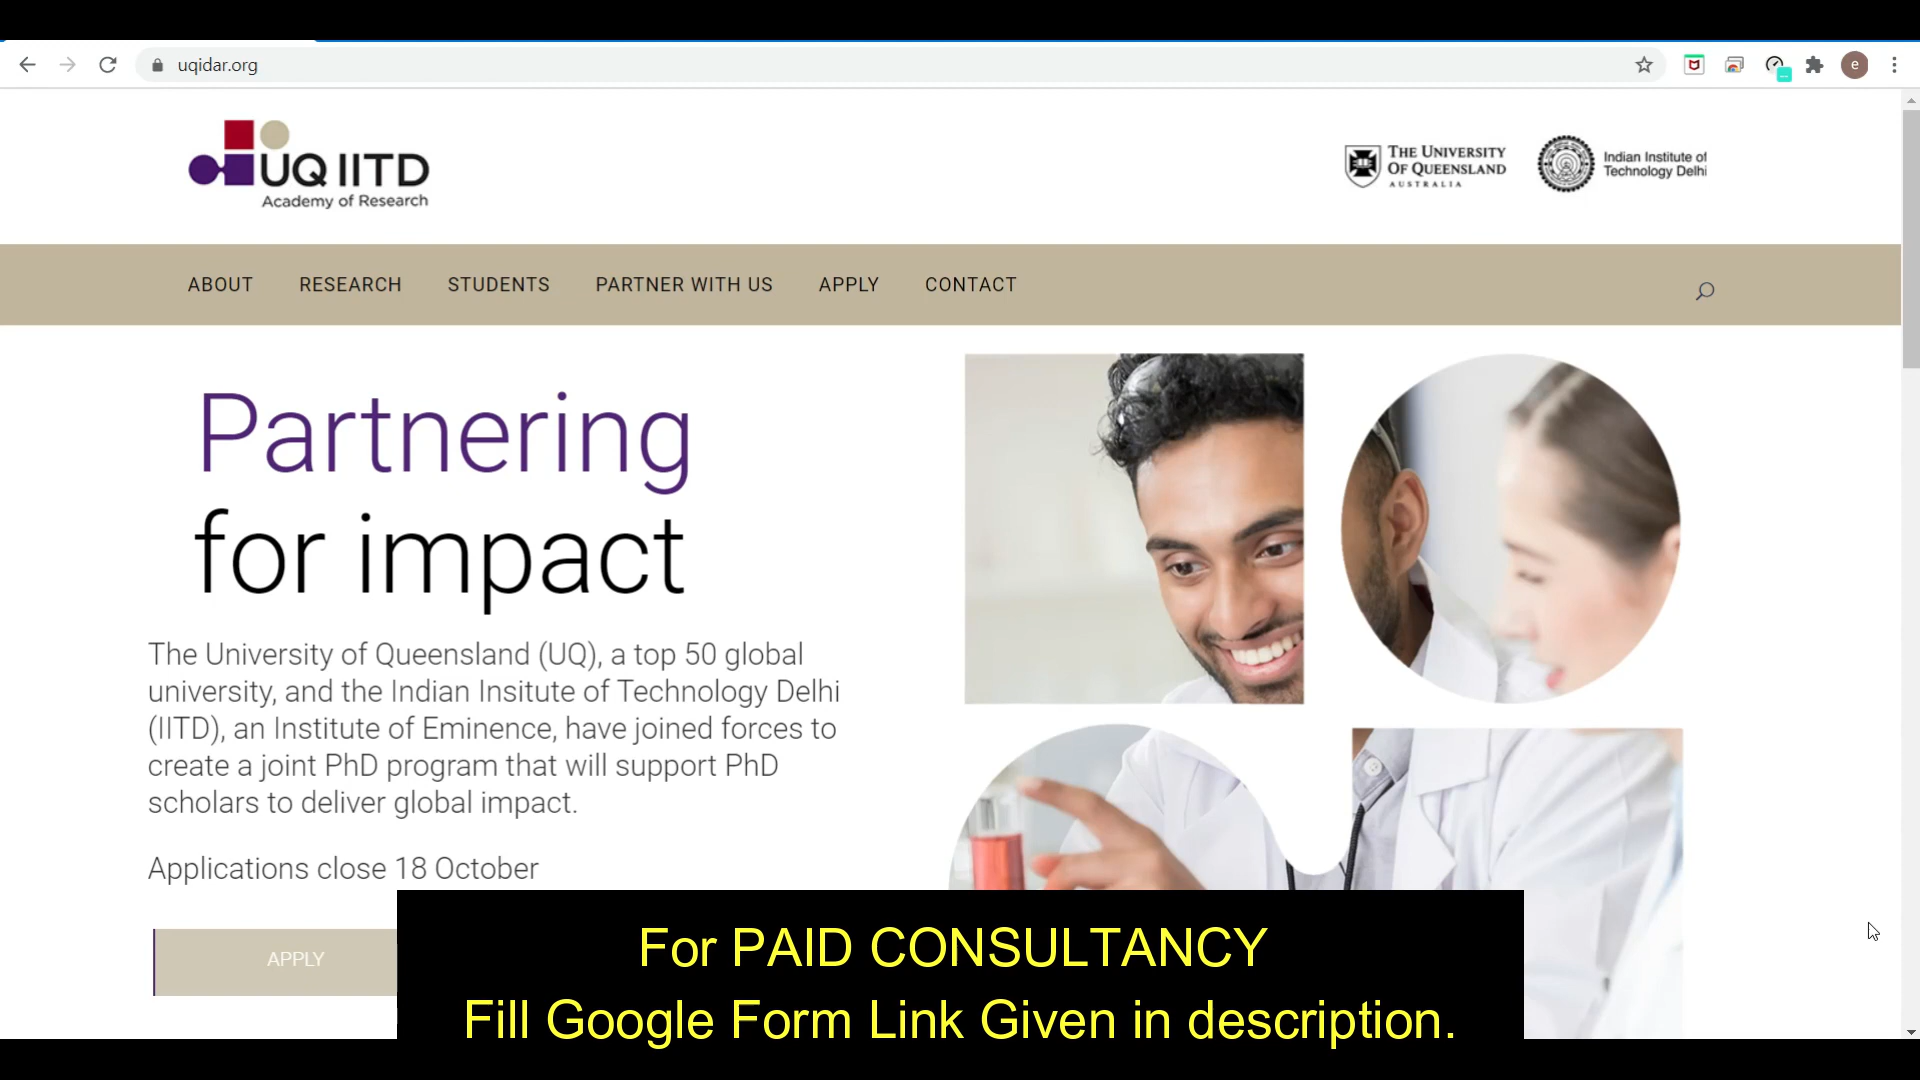 uqidar.org
e
UQ IITD
Academy of Research
THE UNIVERSITY
OF QUEENSLAND
AUSTRALIA
Indian Institute of
Technology Delhi
ABOUT RESEARCH STUDENTS PARTNER WITH US APPLY CONTACT
Partnering
for impact
The University of Queensland (UQ), a top 50 global
university, and the Indian Insitute of Technology Delhi
(IITD), an Institute of Eminence, have joined forces to
create a joint PhD program that will support PhD
scholars to deliver global impact.
Applications close 18 October
APPLY
For PAID CONSULTANCY
Fill Google Form Link Given in description.